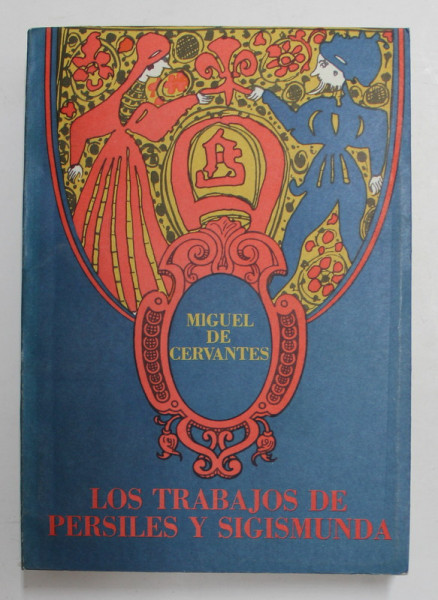 MIGUEL
DE
CERVANTES
LOS TRABAJOS DE
PERSILES Y SIGISMUNDA